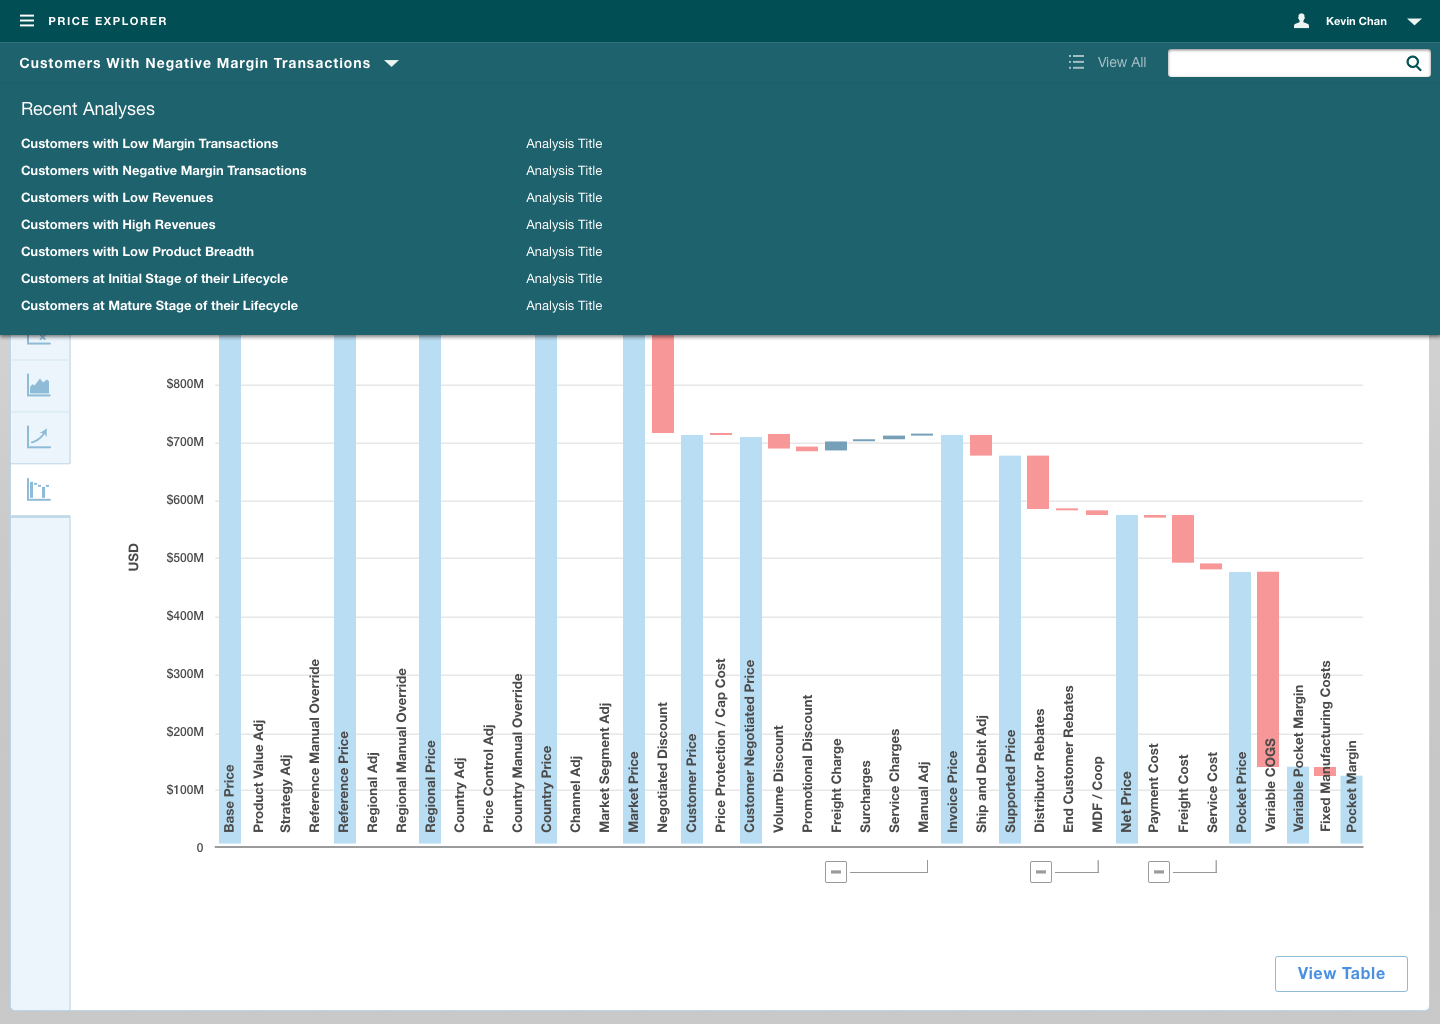 PRICE EXPLORER
Kevin Chan
Customers With Negative Margin Transactions
View All
Recent Analyses
Customers with Low Margin Transactions
Analysis Title
Customers with Negative Margin Transactions
Analysis Title
Customers with Low Revenues
Analysis Title
Customers with High Revenues
Analysis Title
Customers with Low Product Breadth
Analysis Title
Customers at Initial Stage of their Lifecycle
Analysis Title
Customers at Mature Stage of their Lifecycle
Analysis Title
USD
$800M
$700M
$600M
$500M
$400M
$300M
$200M
$100M
0
Base Price
Product Value Adj
Strategy Adj
Reference Manual Override
Reference Price
Regional Adj
Regional Manual Override
Regional Price
Country Adj
Price Control Adj
Country Manual Override
Country Price
Channel Adj
Market Segment Adj
Market Price
Negotiated Discount
Customer Price
Price Protection / Cap Cost
Customer Negotiated Price
Volume Discount
Promotional Discount
Freight Charge
Surcharges
Service Charges
Manual Adj
Invoice Price
Ship and Debit Adj
Supported Price
Distributor Rebates
End Customer Rebates
MDF / Coop
Net Price
Payment Cost
Freight Cost
Service Cost
Pocket Price
Variable COGS
Variable Pocket Margin
Fixed Manufacturing Costs
Pocket Margin
View Table